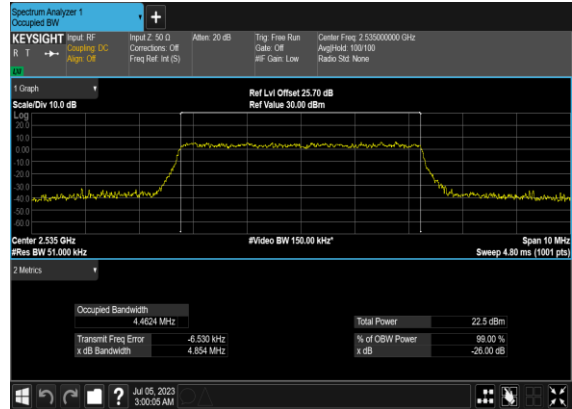 Spectrum Analyzer 1
Occupied BW
KEYSIGHT
R T
LW
Input: RF
Coupling: DC
Align: Off
Input Z: 50 Ω
Corrections: Off
Freq Ref: Int (S)
Atten: 20 dB
Trig: Free Run
Gate: Off
#IF Gain: Low
Center Freq: 2.535000000 GHz
Avg|Hold: 100/100
Radio Std: None
1 Graph
Scale/Div 10.0 dB
Ref Lvl Offset 25.70 dB
Ref Value 30.00 dBm
Log
20.0
10.0
0.00
-10.0
-20.0
-30.0
-40.0
-50.0
-60.0
Center 2.535 GHz
#Res BW 51.000 kHz
#Video BW 150.00 kHz*
Span 10 MHz
Sweep 4.80 ms (1001 pts)
2 Metrics
Occupied Bandwidth
4.4624 MHz
Transmit Freq Error -6.530 kHz
x dB Bandwidth 4.854 MHz
Total Power 22.5 dBm
% of OBW Power 99.00 %
x dB -26.00 dB
?
Jul 05, 2023
3:00:05 AM